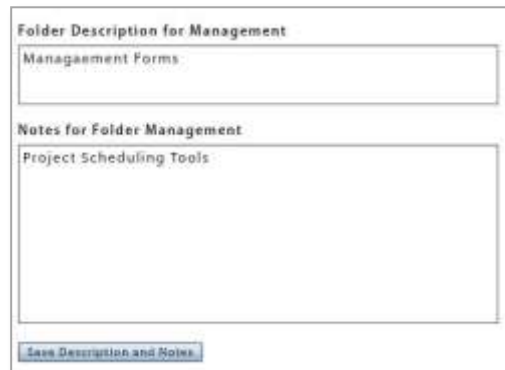 Folder Description for Management
Managaement Forms
Notes for Folder Management
Project Scheduling Tools
Save Description and Notes